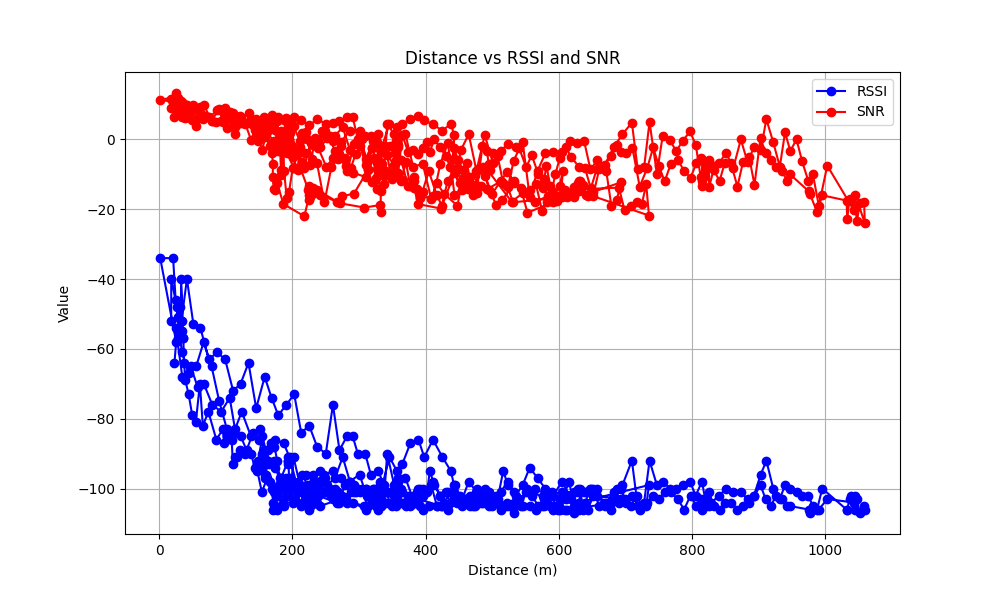 Distance vs RSSI and SNR
RSSI
SNR
0
−20
−40
−60
−80
−100
Value
0 200 400 600 800 1000
Distance (m)